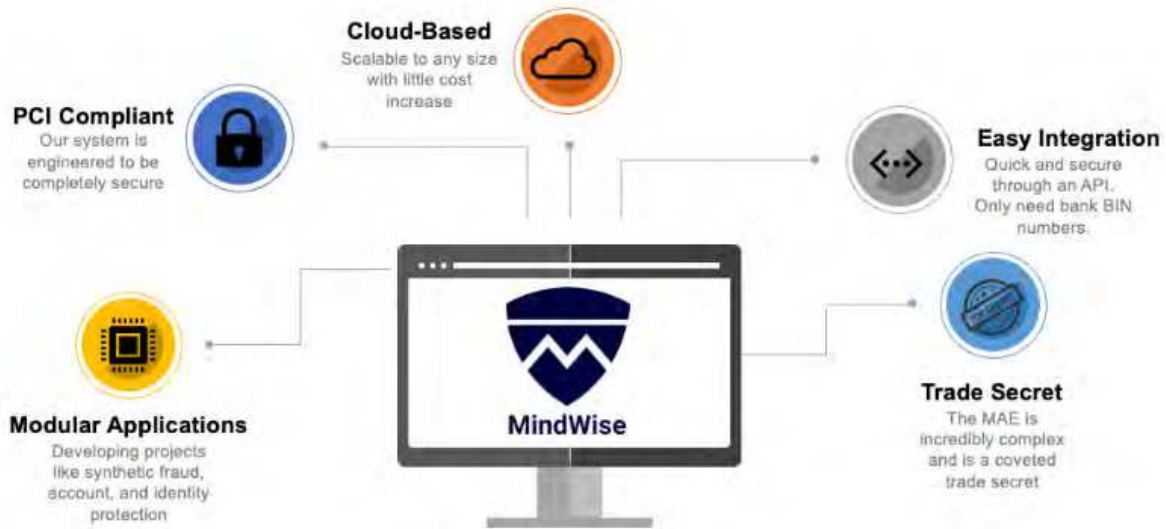 Cloud-Based
Scalable to any size
with little cost
increase
PCI Compliant
Our system is
engineered to be
completely secure
Easy Integration
Quick and secure
through an API.
Only need bank BIN
numbers.
TOP SECRET
MindWise
Modular Applications
Developing projects
like synthetic fraud,
account, and identity
protection
Trade Secret
The MAE is
incredibly complex
and is a coveted
trade secret